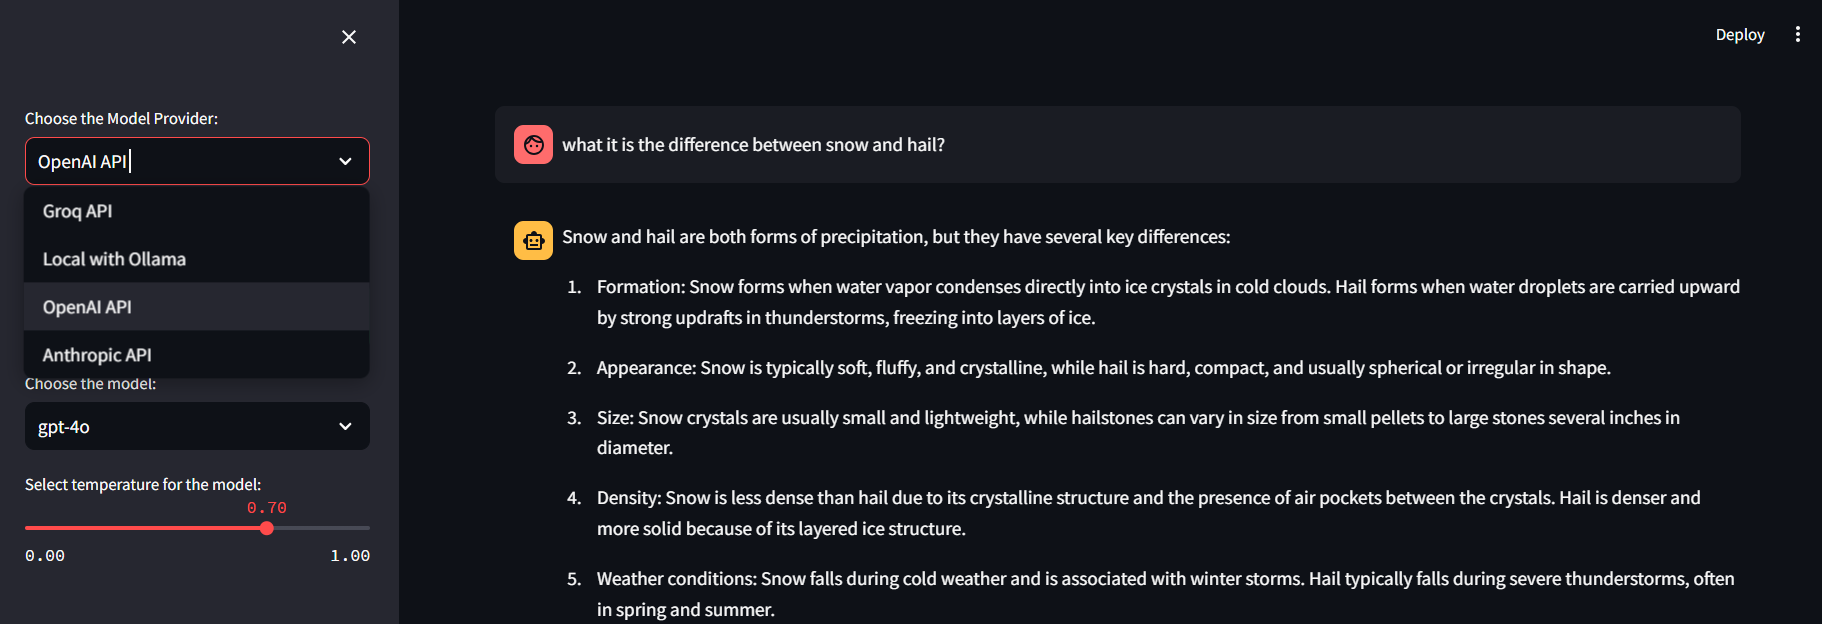 Deploy
Choose the Model Provider:
OpenAI API
Groq API
Local with Ollama
OpenAI API
Anthropic API
Choose the model:
gpt-4o
Select temperature for the model:
0.70
0.00 1.00
what it is the difference between snow and hail?
Snow and hail are both forms of precipitation, but they have several key differences:
1. Formation: Snow forms when water vapor condenses directly into ice crystals in cold clouds. Hail forms when water droplets are carried upward
by strong updrafts in thunderstorms, freezing into layers of ice.
2. Appearance: Snow is typically soft, fluffy, and crystalline, while hail is hard, compact, and usually spherical or irregular in shape.
3. Size: Snow crystals are usually small and lightweight, while hailstones can vary in size from small pellets to large stones several inches in
diameter.
4. Density: Snow is less dense than hail due to its crystalline structure and the presence of air pockets between the crystals. Hail is denser and
more solid because of its layered ice structure.
5. Weather conditions: Snow falls during cold weather and is associated with winter storms. Hail typically falls during severe thunderstorms, often
in spring and summer.